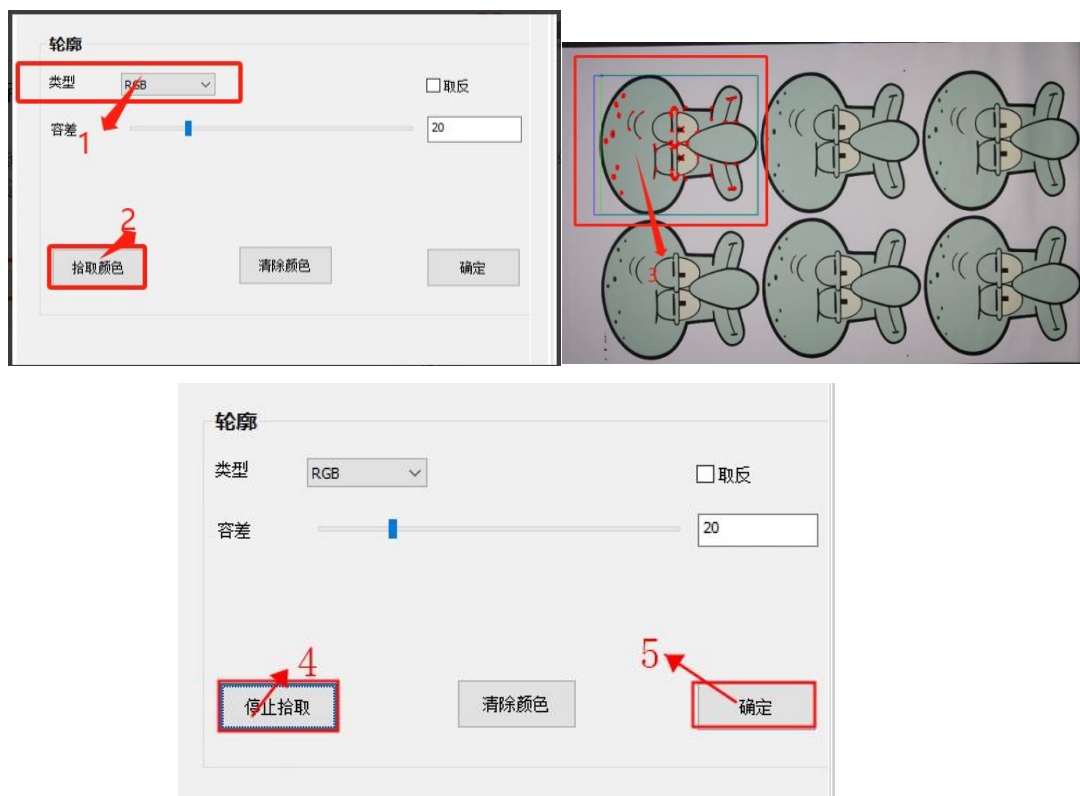 轮廓
类型 RGB 取反
容差 1 20
2
拾取颜色 清除颜色 确定
3
轮廓
类型 RGB 取反
容差 20
4 5
停止拾取 清除颜色 确定